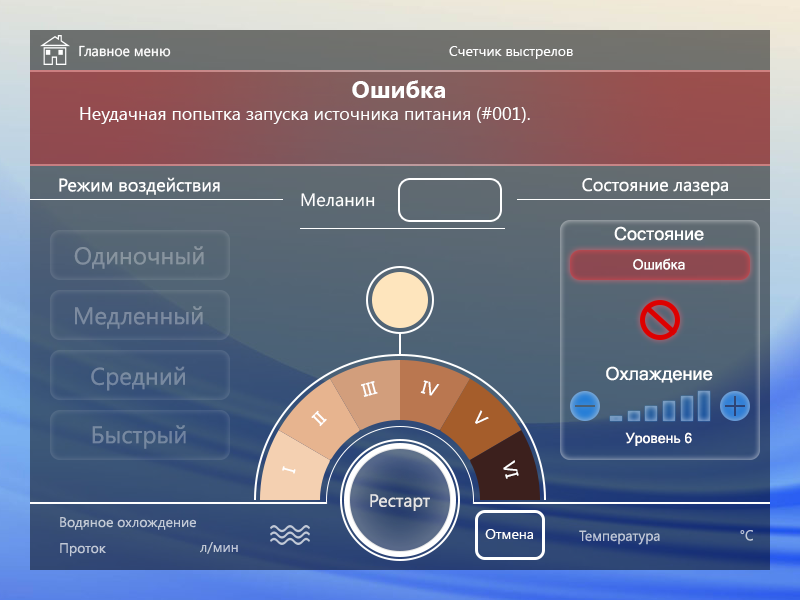 Главное меню
Счетчик выстрелов
Ошибка
Неудачная попытка запуска источника питания (#001).
Режим воздействия
Меланин
Состояние лазера
Одиночный
Медленный
Средний
Быстрый
I
II
III
IV
V
VI
Состояние
Ошибка
Охлаждение
Уровень 6
Рестарт
Отмена
Водяное охлаждение
Проток
л/мин
Температура
°C